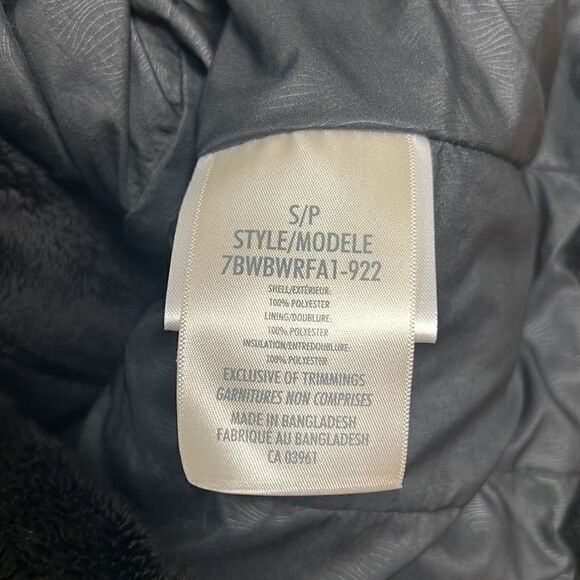 S/P
STYLE/MODELE
7BWBWRFA1-922
SHELL/EXTÉRIEUR:
100% POLYESTER
LINING/DOUBLURE:
100% POLYESTER
INSULATION/ENTREDOUBLURE:
100% POLYESTER
EXCLUSIVE OF TRIMMINGS
GARNITURES NON COMPRISES
MADE IN BANGLADESH
FABRIQUE AU BANGLADESH
CA 03961